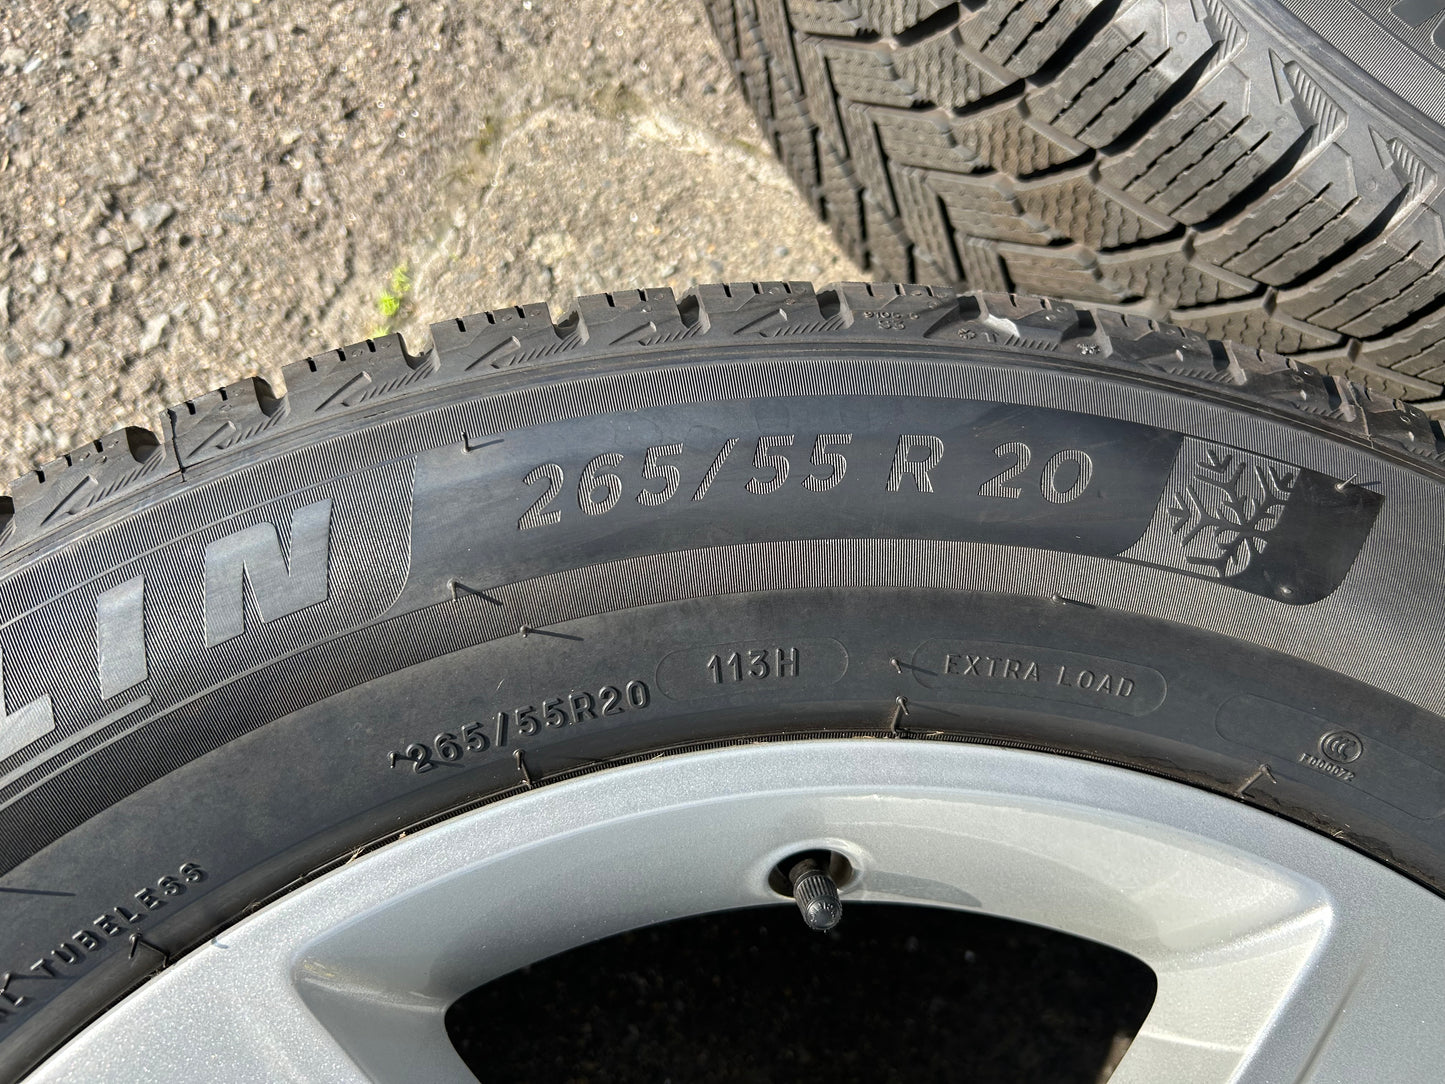 LIN
265/55 R 20
265/55R20
113H
EXTRA LOAD
TUBELESS